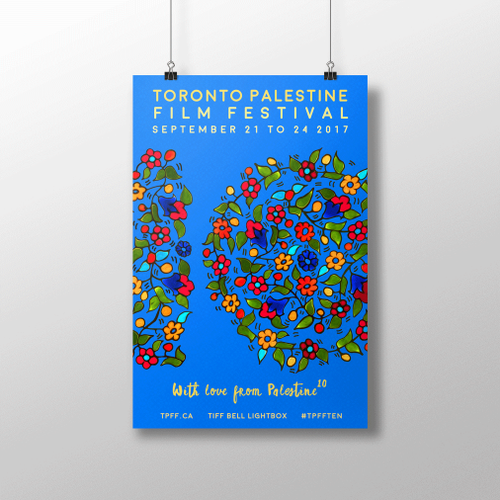 TORONTO PALESTINE
FILM FESTIVAL
SEPTEMBER 21 TO 24 2017
With love from Palestine¹⁰
TPFF.CA TIFF BELL LIGHTBOX #TPFFTEN